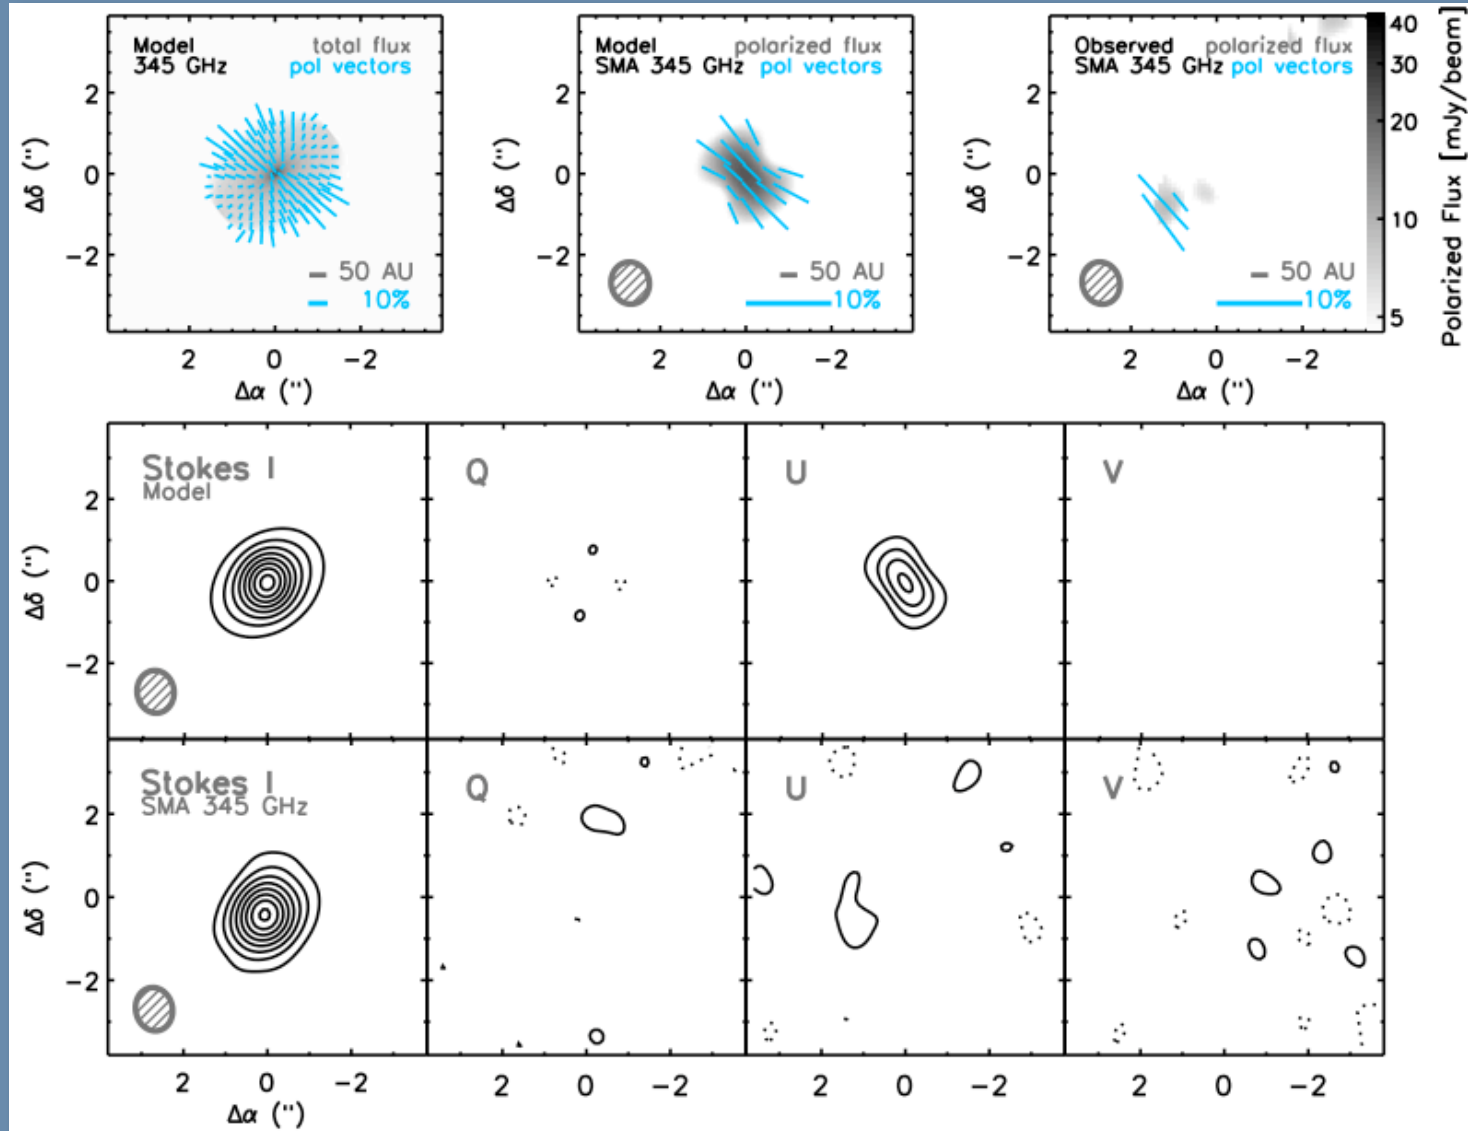 Model total flux
345 GHz pol vectors
2
0
−2
Δδ (")
50 AU
10%
2 0 −2
Δα (")
Model polarized flux
SMA 345 GHz pol vectors
2
0
−2
Δδ (")
50 AU
10%
2 0 −2
Δα (")
Observed polarized flux
SMA 345 GHz pol vectors
2
0
−2
Δδ (")
50 AU
10%
2 0 −2
Δα (")
40
30
20
10
5
Polarized Flux [mJy/beam]
Stokes I
Model
Q
U
V
2
0
−2
Δδ (")
Stokes I
SMA 345 GHz
Q
U
V
2
0
−2
Δδ (")
2 0 −2
2 0 −2
2 0 −2
2 0 −2
Δα (")